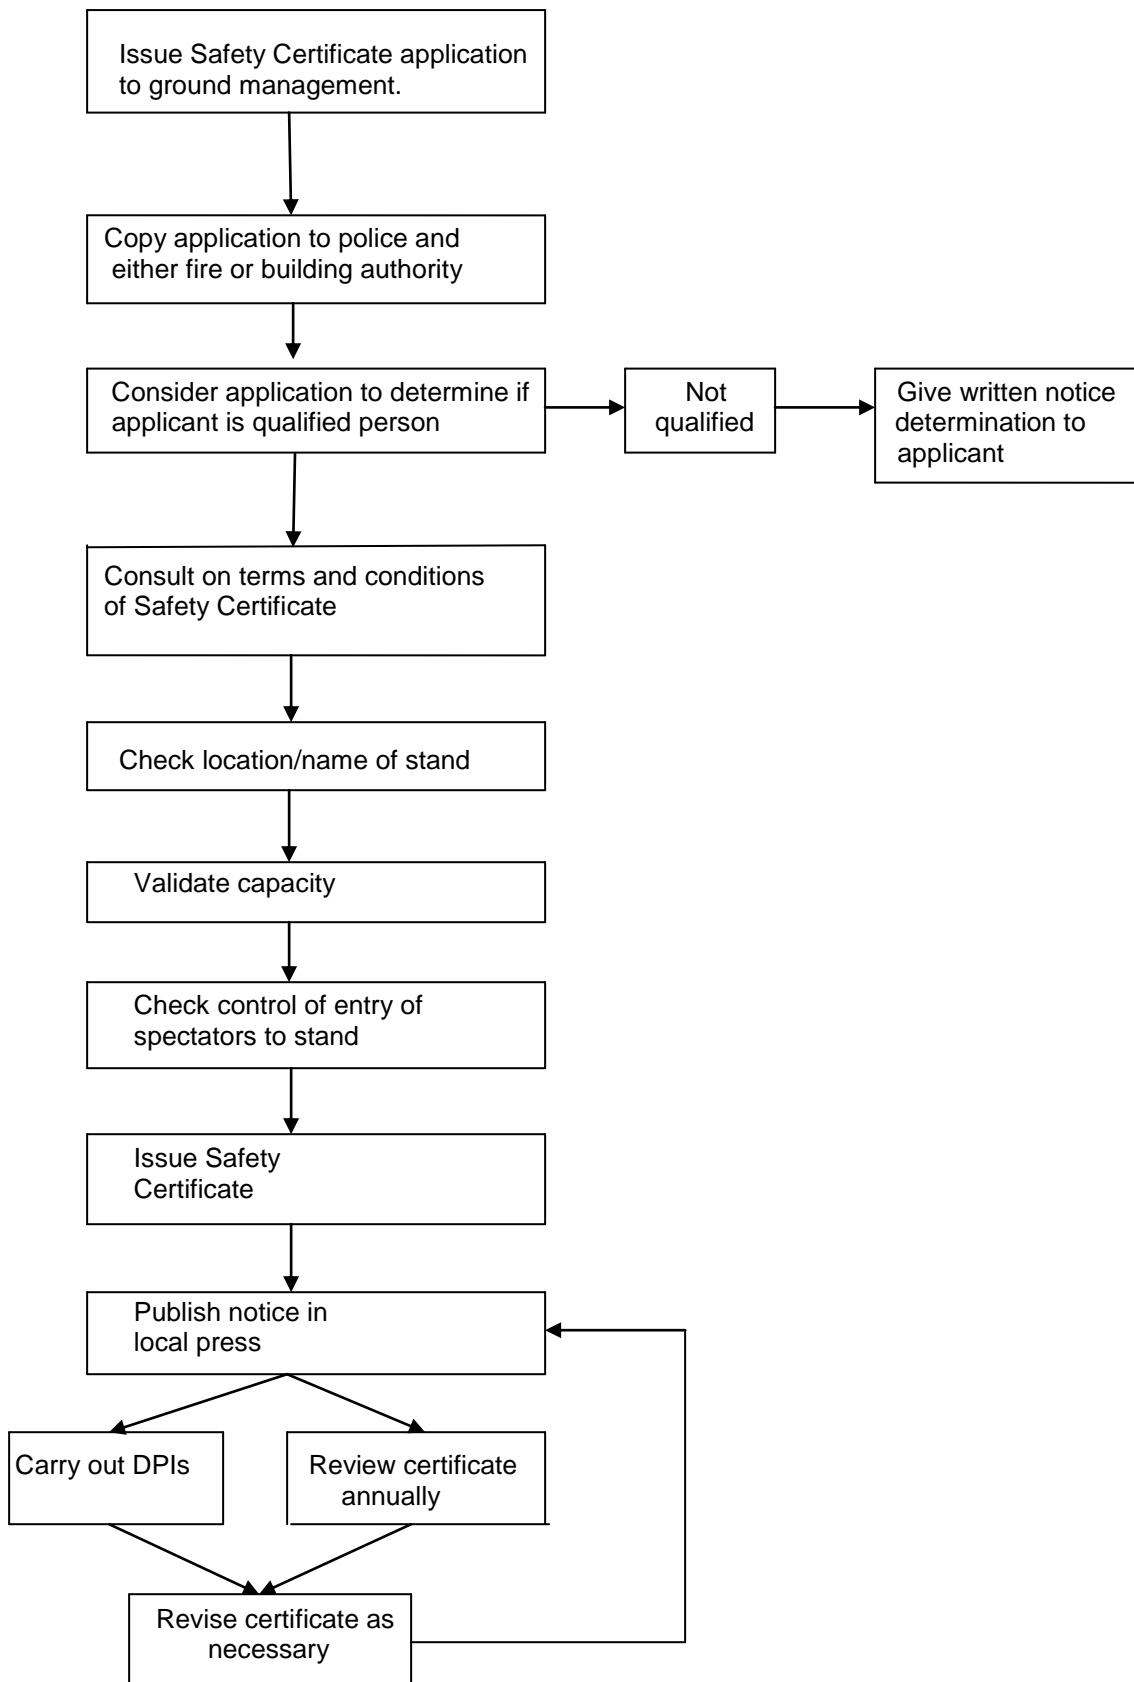 Issue Safety Certificate application
to ground management.
Copy application to police and
either fire or building authority
Consider application to determine if
applicant is qualified person
Not
qualified
Give written notice
determination to
applicant
Consult on terms and conditions
of Safety Certificate
Check location/name of stand
Validate capacity
Check control of entry of
spectators to stand
Issue Safety
Certificate
Publish notice in
local press
Carry out DPIs
Review certificate
annually
Revise certificate as
necessary